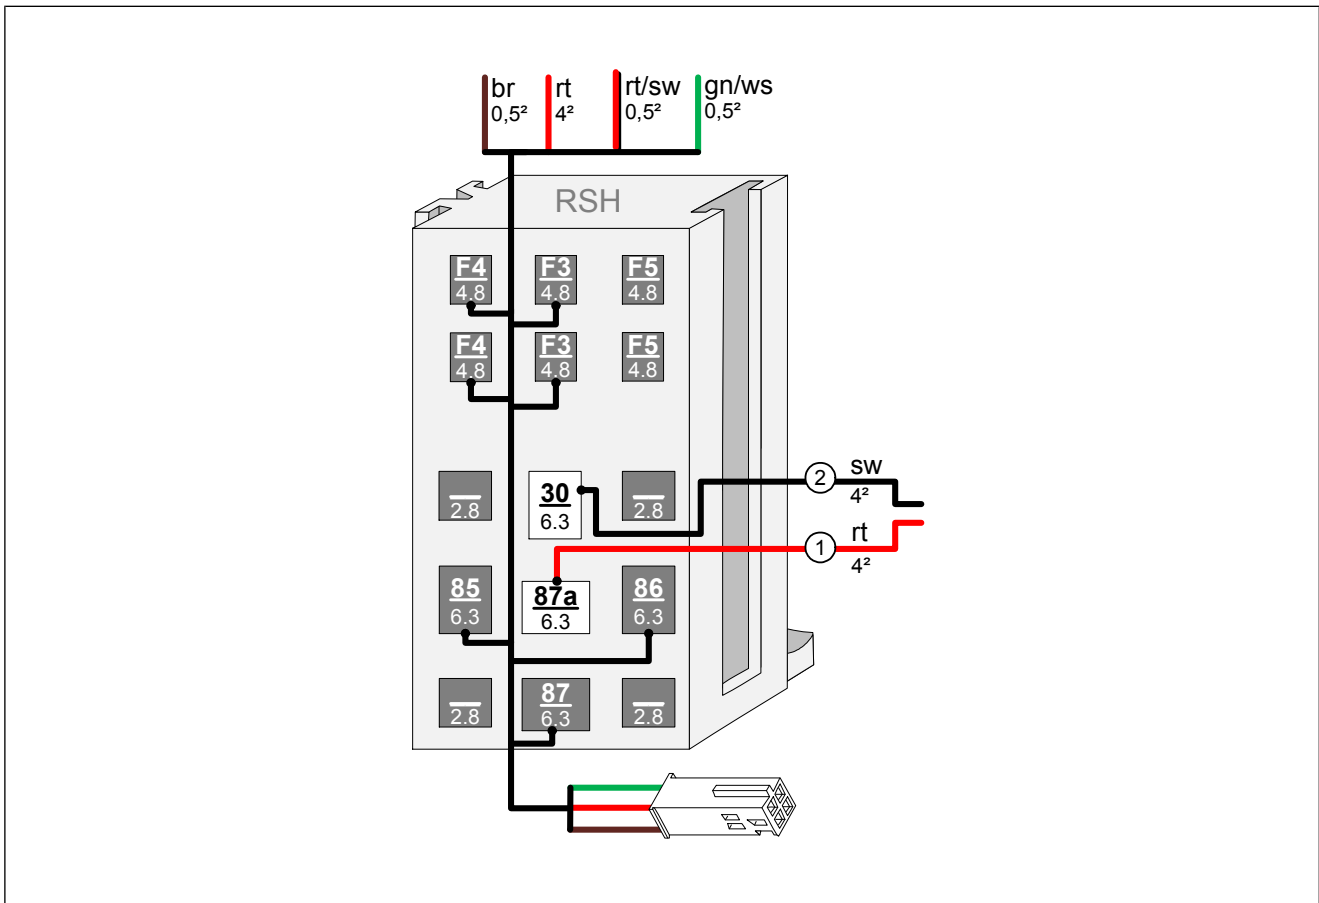 br rt rt/sw gn/ws
0,5² 4² 0,5² 0,5²
RSH
F4 F3 F5
4.8 4.8 4.8
F4 F3 F5
4.8 4.8 4.8
2 sw
4²
30
2.8 6.3 2.8
1 rt
4²
85 87a 86
6.3 6.3 6.3
87
2.8 6.3 2.8